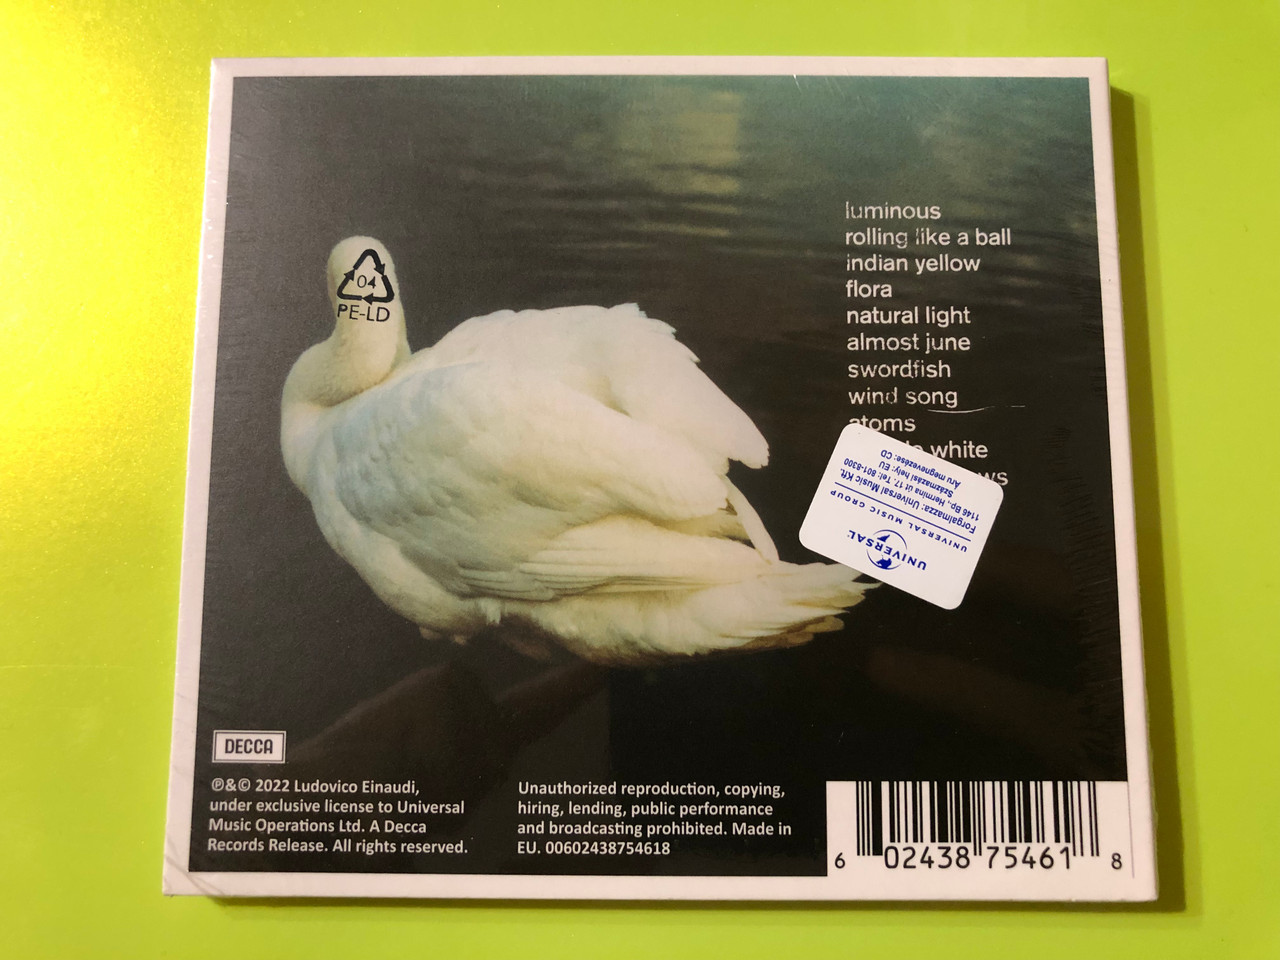 04
PE-LD
luminous
rolling like a ball
indian yellow
flora
natural light
almost june
swordfish
wind song
atoms
white
UNIVERSAL
UNIVERSAL MUSIC GROUP
Forgalmazza: Universal Music Kft.
1146 Bp., Hermina út 17. Tel: 801-8300
Származási hely: EU
Áru megnevezése: CD
DECCA
℗&© 2022 Ludovico Einaudi,
under exclusive license to Universal
Music Operations Ltd. A Decca
Records Release. All rights reserved.
Unauthorized reproduction, copying,
hiring, lending, public performance
and broadcasting prohibited. Made in
EU. 00602438754618
6 02438 75461 8